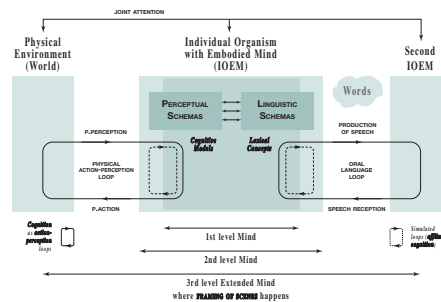 JOINT ATTENTION
Physical
Environment
(World)
Individual Organism
with Embodied Mind
(IOEM)
Second
IOEM
Words
PERCEPTUAL
SCHEMAS
LINGUISTIC
SCHEMAS
P.PERCEPTION
PRODUCTION
OF SPEECH
Cognitive
Models
Lexical
Concepts
PHYSICAL
ACTION-PERCEPTION
LOOP
ORAL
LANGUAGE
LOOP
P.ACTION
SPEECH RECEPTION
Cognition
as action-
perception
loops
Simulated
loops (offline
cognition)
1st level Mind
2nd level Mind
3rd level Extended Mind
where FRAMING OF SCENES happens